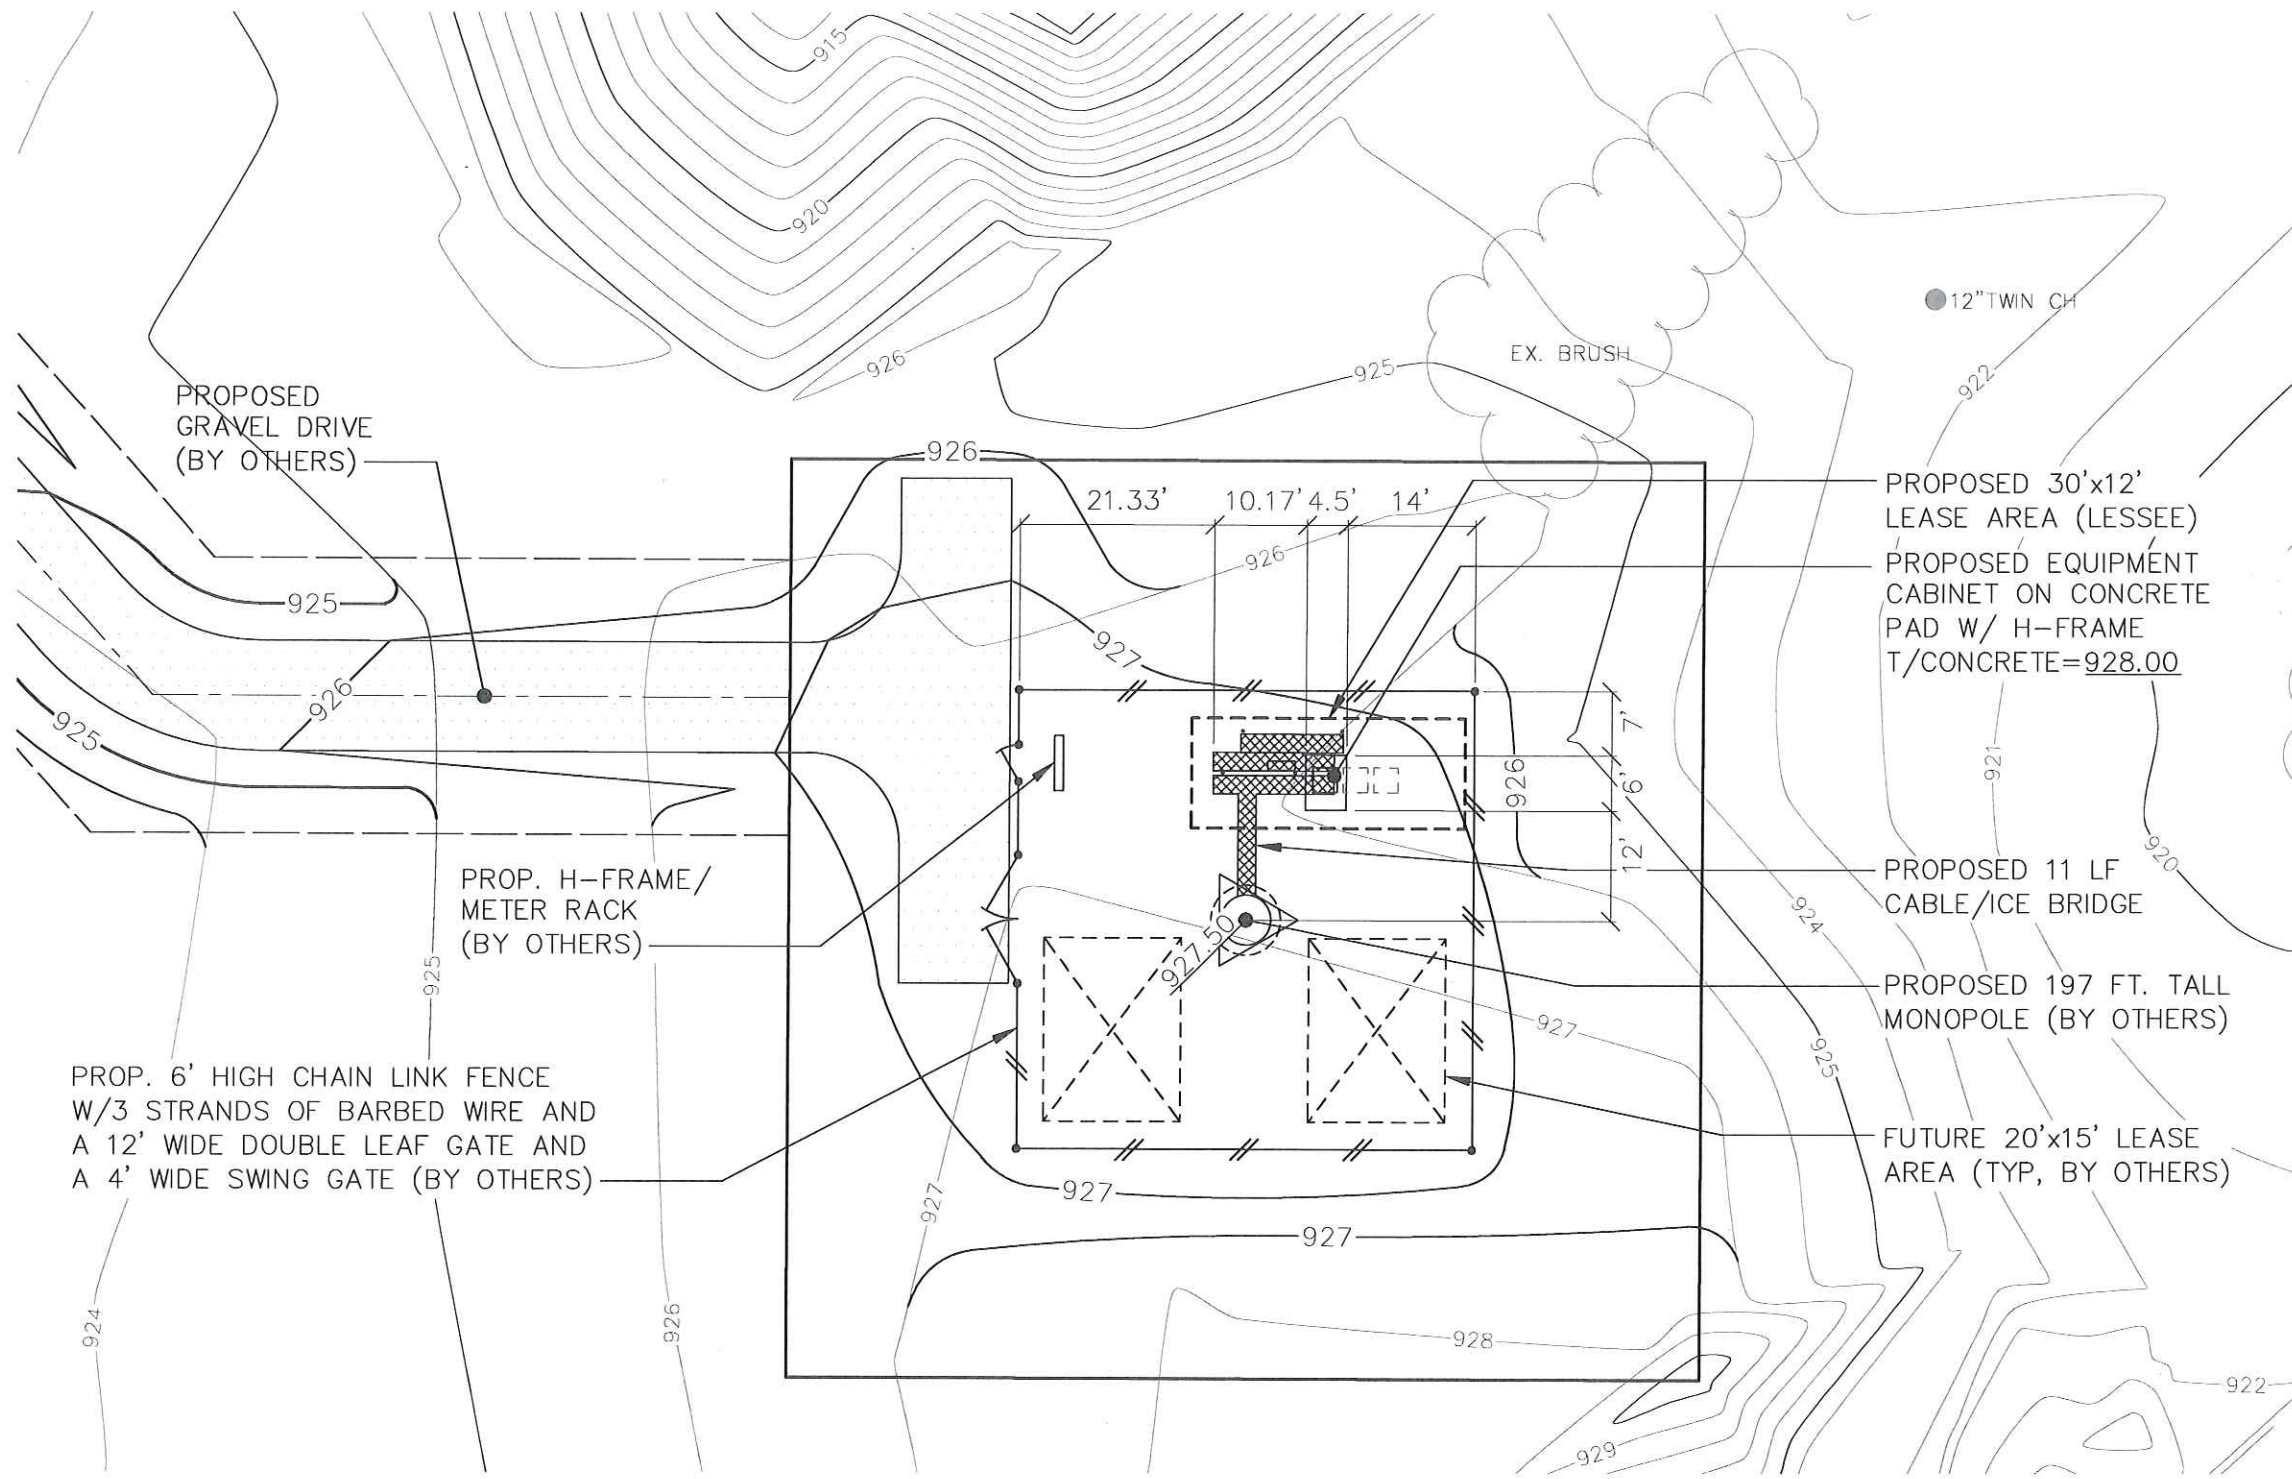 915
920
926
12"TWIN CH
EX. BRUSH
925
922
PROPOSED
GRAVEL DRIVE
(BY OTHERS)
926
21.33'
10.17'
4.5'
14'
PROPOSED 30'x12'
LEASE AREA (LESSEE)
926
PROPOSED EQUIPMENT
CABINET ON CONCRETE
PAD W/ H-FRAME
T/CONCRETE=928.00
925
927
926
925
7'
6'
926
921
12'
920
PROP. H-FRAME/
METER RACK
(BY OTHERS)
PROPOSED 11 LF
CABLE/ICE BRIDGE
924
925
927.50
PROPOSED 197 FT. TALL
MONOPOLE (BY OTHERS)
927
925
PROP. 6' HIGH CHAIN LINK FENCE
W/3 STRANDS OF BARBED WIRE AND
A 12' WIDE DOUBLE LEAF GATE AND
A 4' WIDE SWING GATE (BY OTHERS)
FUTURE 20'x15' LEASE
AREA (TYP, BY OTHERS)
927
927
927
924
926
928
922
929